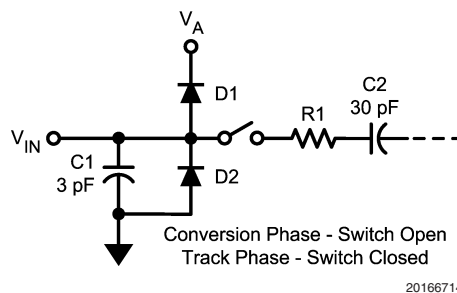 VA
D1
C2
30 pF
R1
VIN
C1
3 pF
D2
Conversion Phase - Switch Open
Track Phase - Switch Closed
20166714